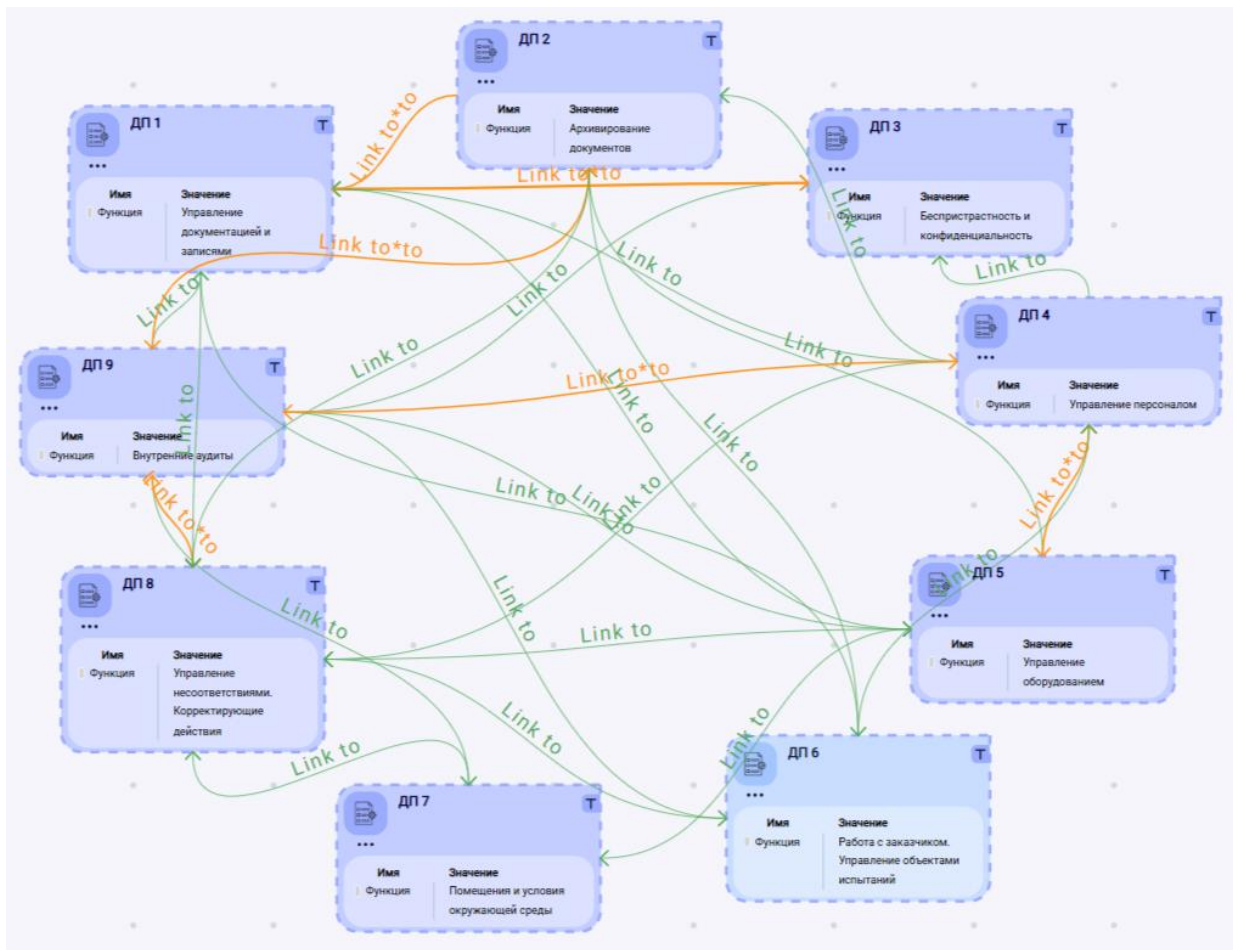 ДП 2
Имя Значение
Функция Архивирование
документов
ДП 1
Имя Значение
Функция Управление
документацией и
записями
ДП 3
Имя Значение
Функция Беспристрастность и
конфиденциальность
Link to*to
Link to*to
Link to*to
Link to
Link to
Link to
Link to
Link to
ДП 4
Имя Значение
Функция Управление персоналом
ДП 9
Имя Значение
Функция Внутренние аудиты
Link to
Link to
Link to*to
Link to
Link to
Link to*to
Link to
Link to
Link to
Link to*to
ДП 8
Имя Значение
Функция Управление
несоответствиями.
Корректирующие
действия
ДП 5
Имя Значение
Функция Управление
оборудованием
Link to
Link to
Link to
Link to
Link to
Link to
Link to
ДП 7
Имя Значение
Функция Помещения и условия
окружающей среды
ДП 6
Имя Значение
Функция Работа с заказчиком.
Управление объектами
испытаний